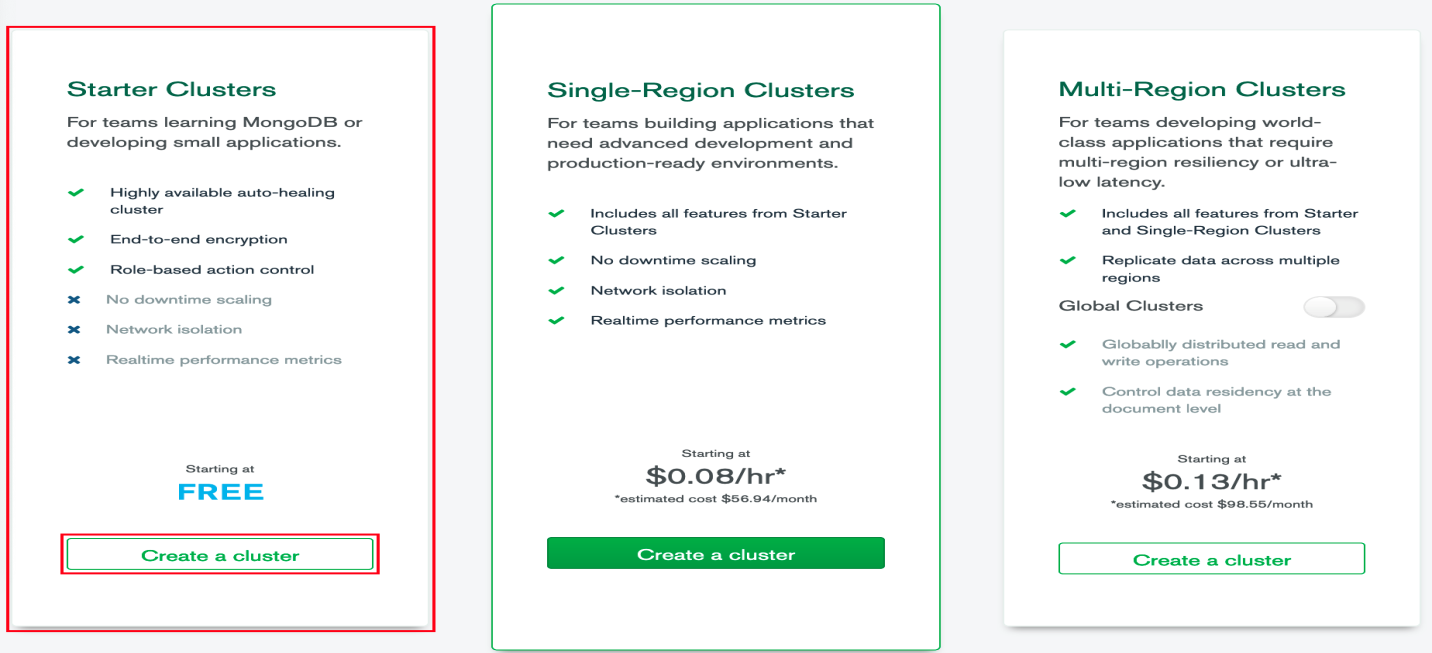 Starter Clusters
For teams learning MongoDB or
developing small applications.
Highly available auto-healing
cluster
End-to-end encryption
Role-based action control
No downtime scaling
Network isolation
Realtime performance metrics
Starting at
FREE
Create a cluster
Single-Region Clusters
For teams building applications that
need advanced development and
production-ready environments.
Includes all features from Starter
Clusters
No downtime scaling
Network isolation
Realtime performance metrics
Starting at
$0.08/hr*
*estimated cost $56.94/month
Create a cluster
Multi-Region Clusters
For teams developing world-
class applications that require
multi-region resiliency or ultra-
low latency.
Includes all features from Starter
and Single-Region Clusters
Replicate data across multiple
regions
Global Clusters
Globablly distributed read and
write operations
Control data residency at the
document level
Starting at
$0.13/hr*
*estimated cost $98.55/month
Create a cluster